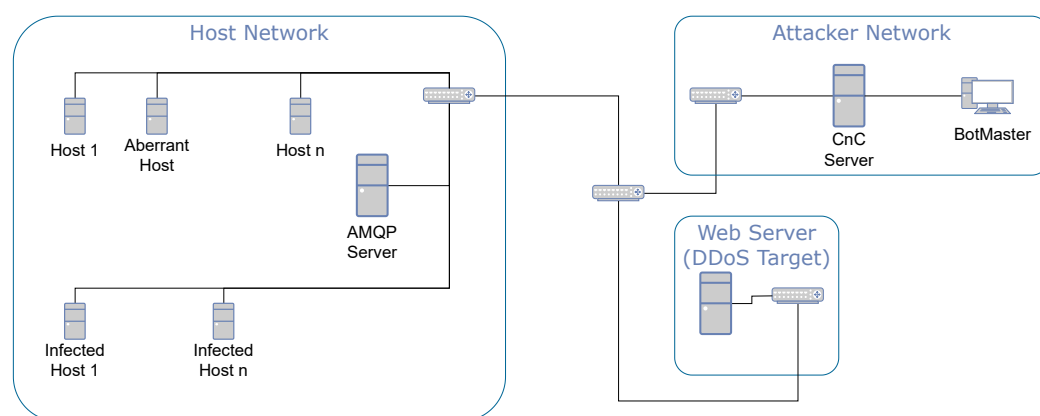 Host Network
Host 1
Aberrant
Host
Host n
AMQP
Server
Infected
Host 1
Infected
Host n
Attacker Network
CnC
Server
BotMaster
Web Server
(DDoS Target)